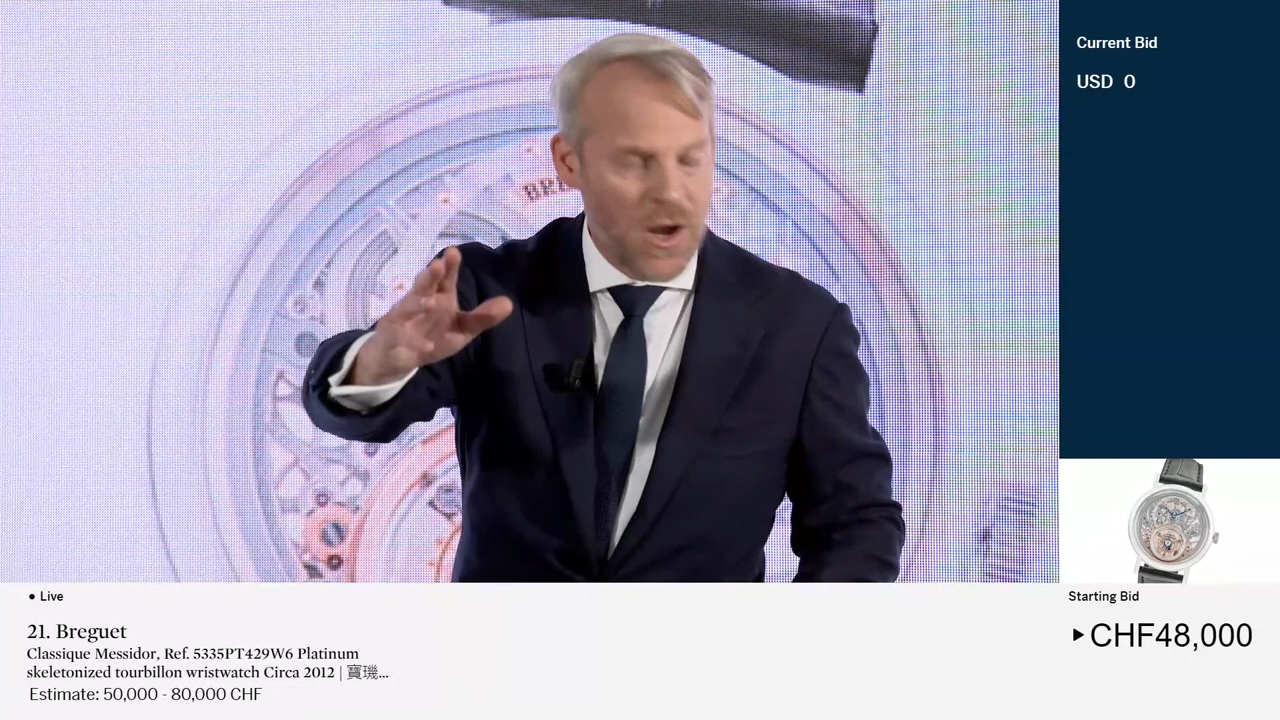 Current Bid
USD 0
• Live
Starting Bid
21. Breguet
CHF48,000
Classique Messidor, Ref. 5335PT429W6 Platinum
skeletonized tourbillon wristwatch Circa 2012 | 寶璣...
Estimate: 50,000 - 80,000 CHF